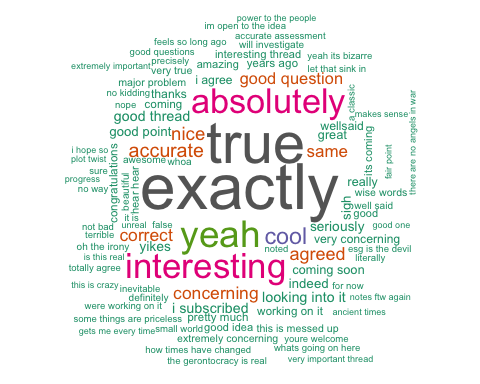 power to the people
im open to the idea
accurate assessment
feels so long ago will investigate
good questions interesting thread yeah its bizarre
precisely
extremely important very true amazing years ago let that sink in
major problem i agree good question
no kidding thanks absolutely a classic
nope coming makes sense
good thread wellsaid
good point nice true great
i hope so accurate same its coming fair point there are no angels in war
plot twist awesome whoa
sure congratulations beautiful hear hear exactly really
progress
no way wise words
it is sigh owell said
good
not bad unreal false yeah cool seriously good one
terrible correct very concerning
oh the irony yikes noted esg is the devil
is this real agreed literally
totally agree interesting coming soon
this is crazy indeed for now
inevitable concerning looking into it notes ftw again
definitely
were working on it i subscribed working on it ancient times
some things are priceless pretty much
gets me every time small world good idea this is messed up
extremely concerning youre welcome
how times have changed whats going on here
the gerontocracy is real very important thread